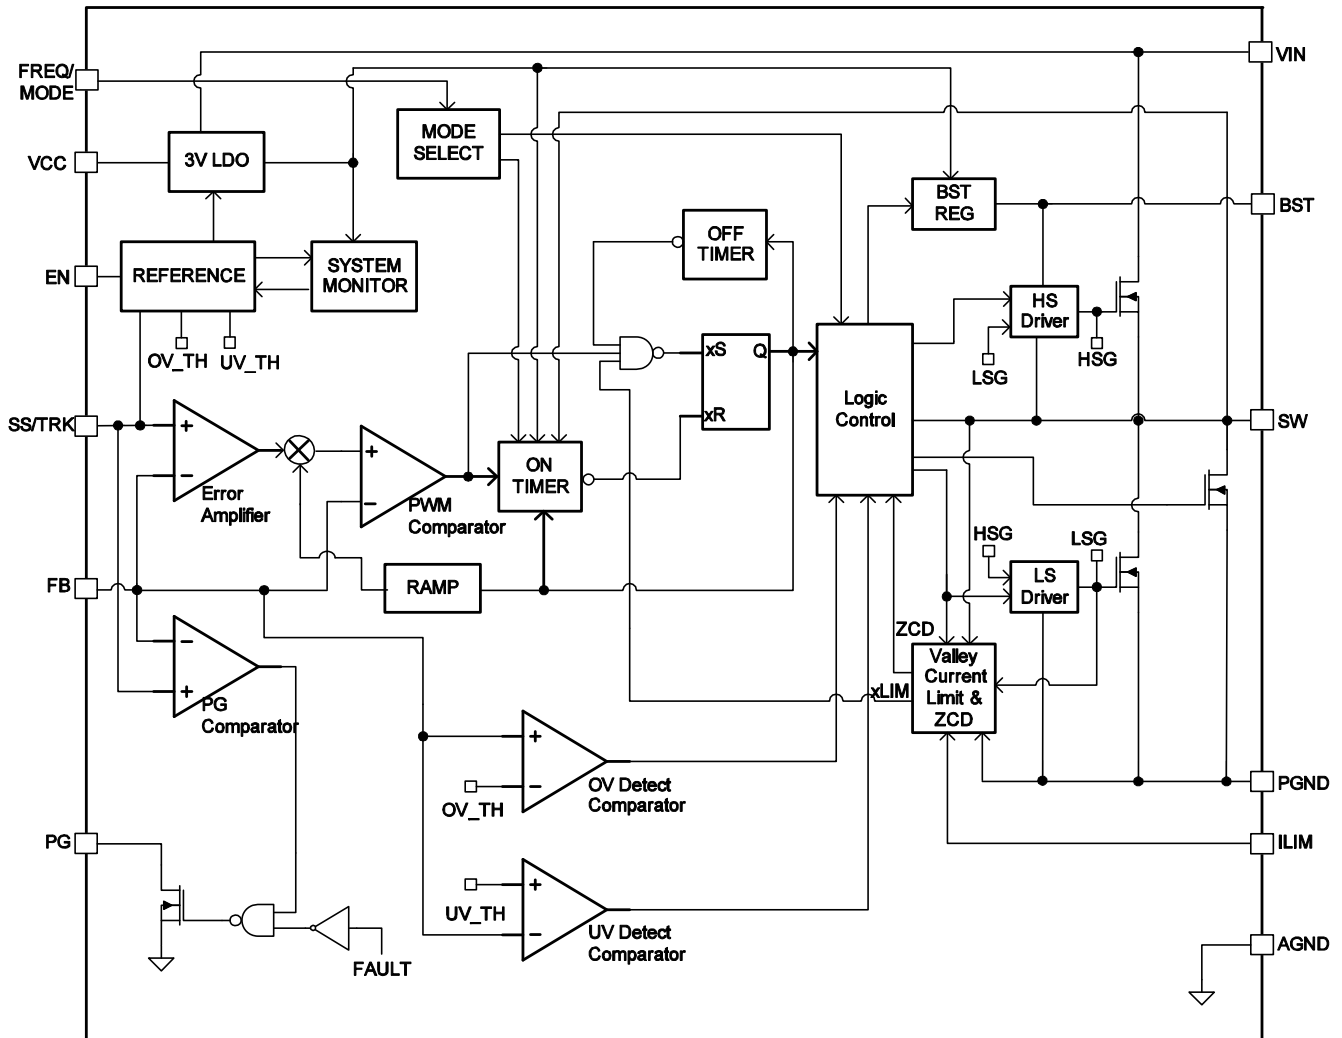 FREQ/
MODE
VIN
MODE
SELECT
VCC
3V LDO
BST
REG
BST
OFF
TIMER
EN
REFERENCE
SYSTEM
MONITOR
HS
Driver
OV_TH
UV_TH
xS
Q
LSG
HSG
Logic
Control
SS/TRK
+
−
Error
Amplifier
+
−
PWM
Comparator
xR
ON
TIMER
SW
HSG
LSG
FB
RAMP
LS
Driver
ZCD
−
+
PG
Comparator
xLIM
Valley
Current
Limit &
ZCD
+
−
OV_TH
OV Detect
Comparator
PGND
PG
ILIM
+
−
UV_TH
UV Detect
Comparator
FAULT
AGND